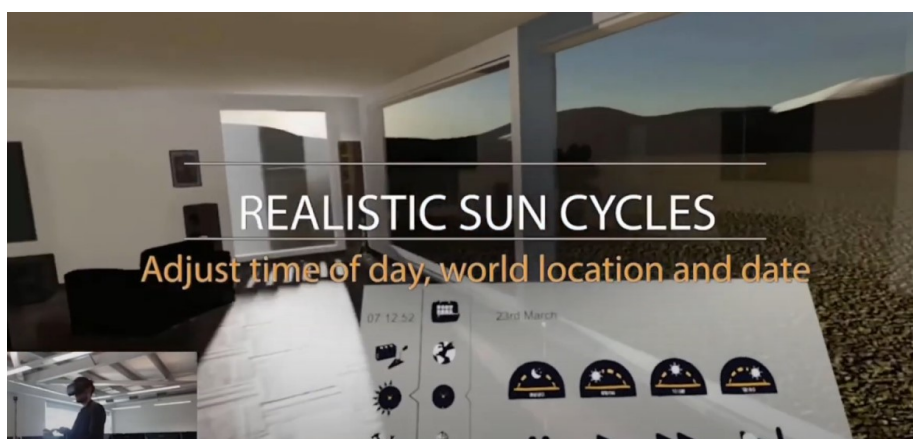 REALISTIC SUN CYCLES
Adjust time of day, world location and date
07:12:52
23rd March